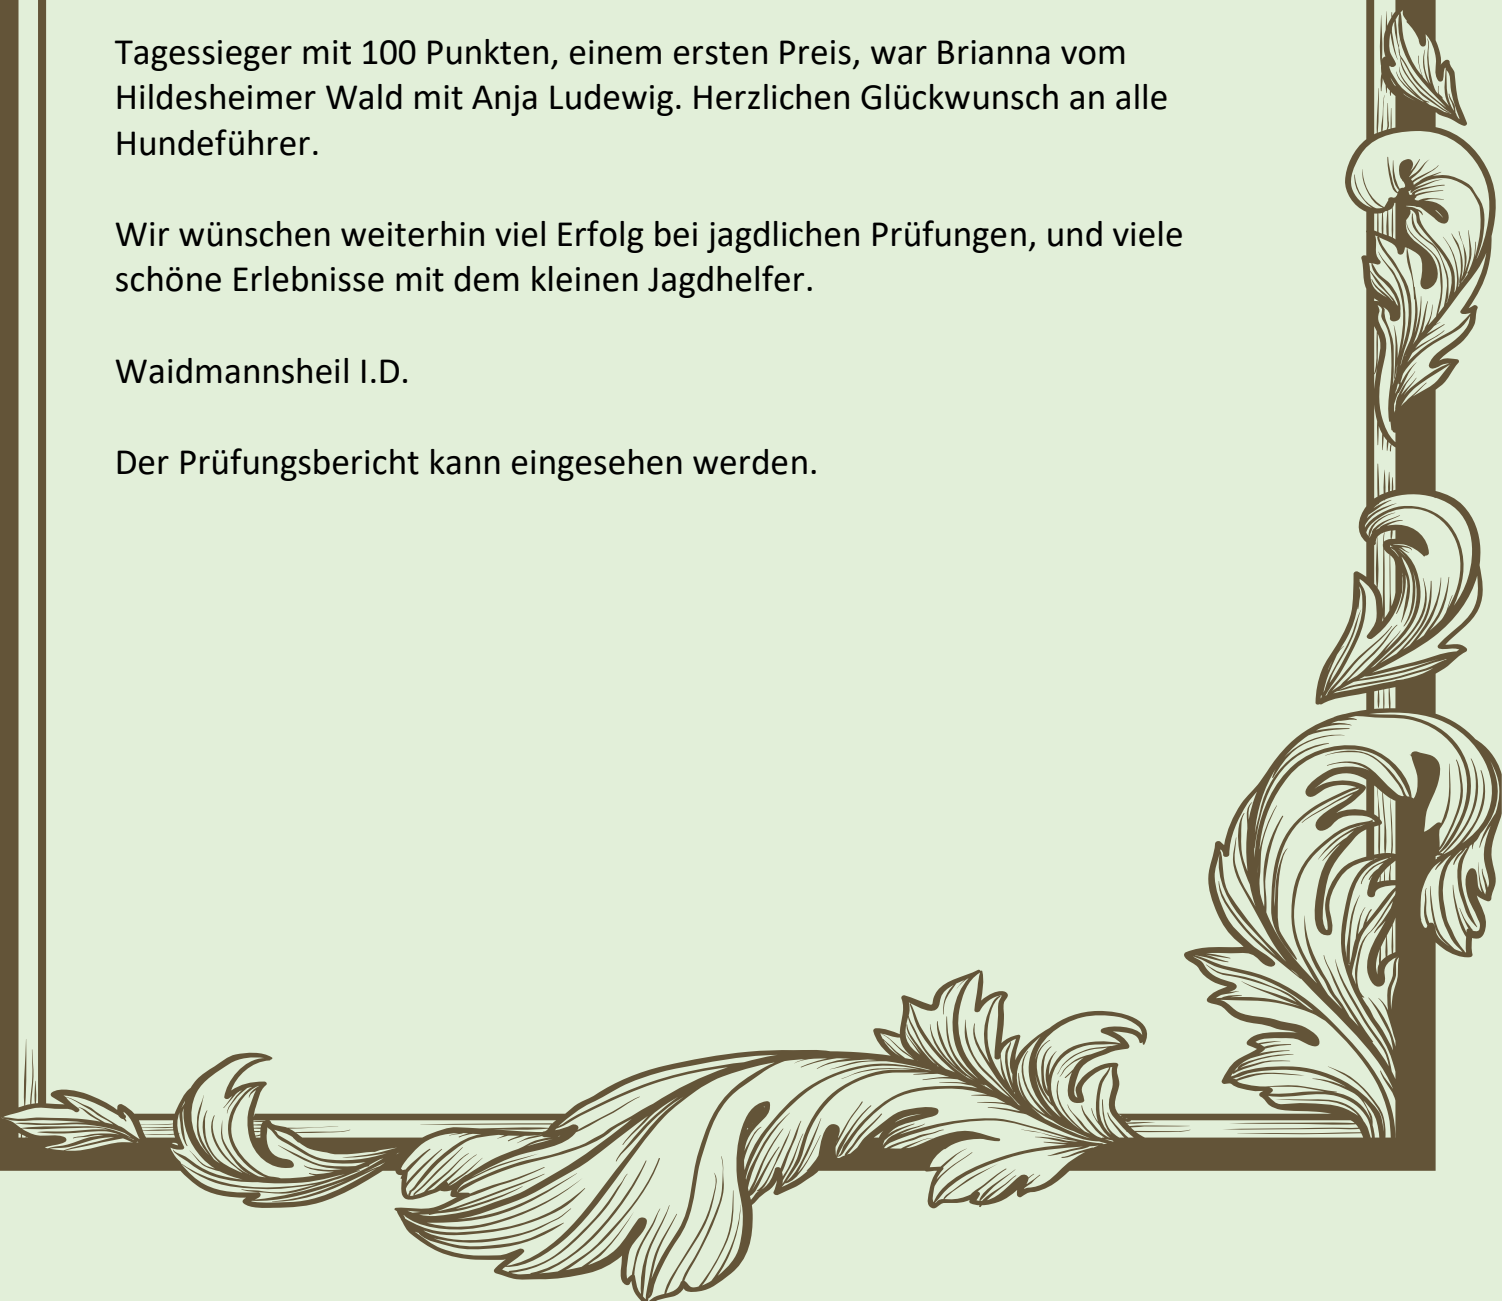 Tagessieger mit 100 Punkten, einem ersten Preis, war Brianna vom
Hildesheimer Wald mit Anja Ludewig. Herzlichen Glückwunsch an alle
Hundeführer.
Wir wünschen weiterhin viel Erfolg bei jagdlichen Prüfungen, und viele
schöne Erlebnisse mit dem kleinen Jagdhelfer.
Waidmannsheil I.D.
Der Prüfungsbericht kann eingesehen werden.